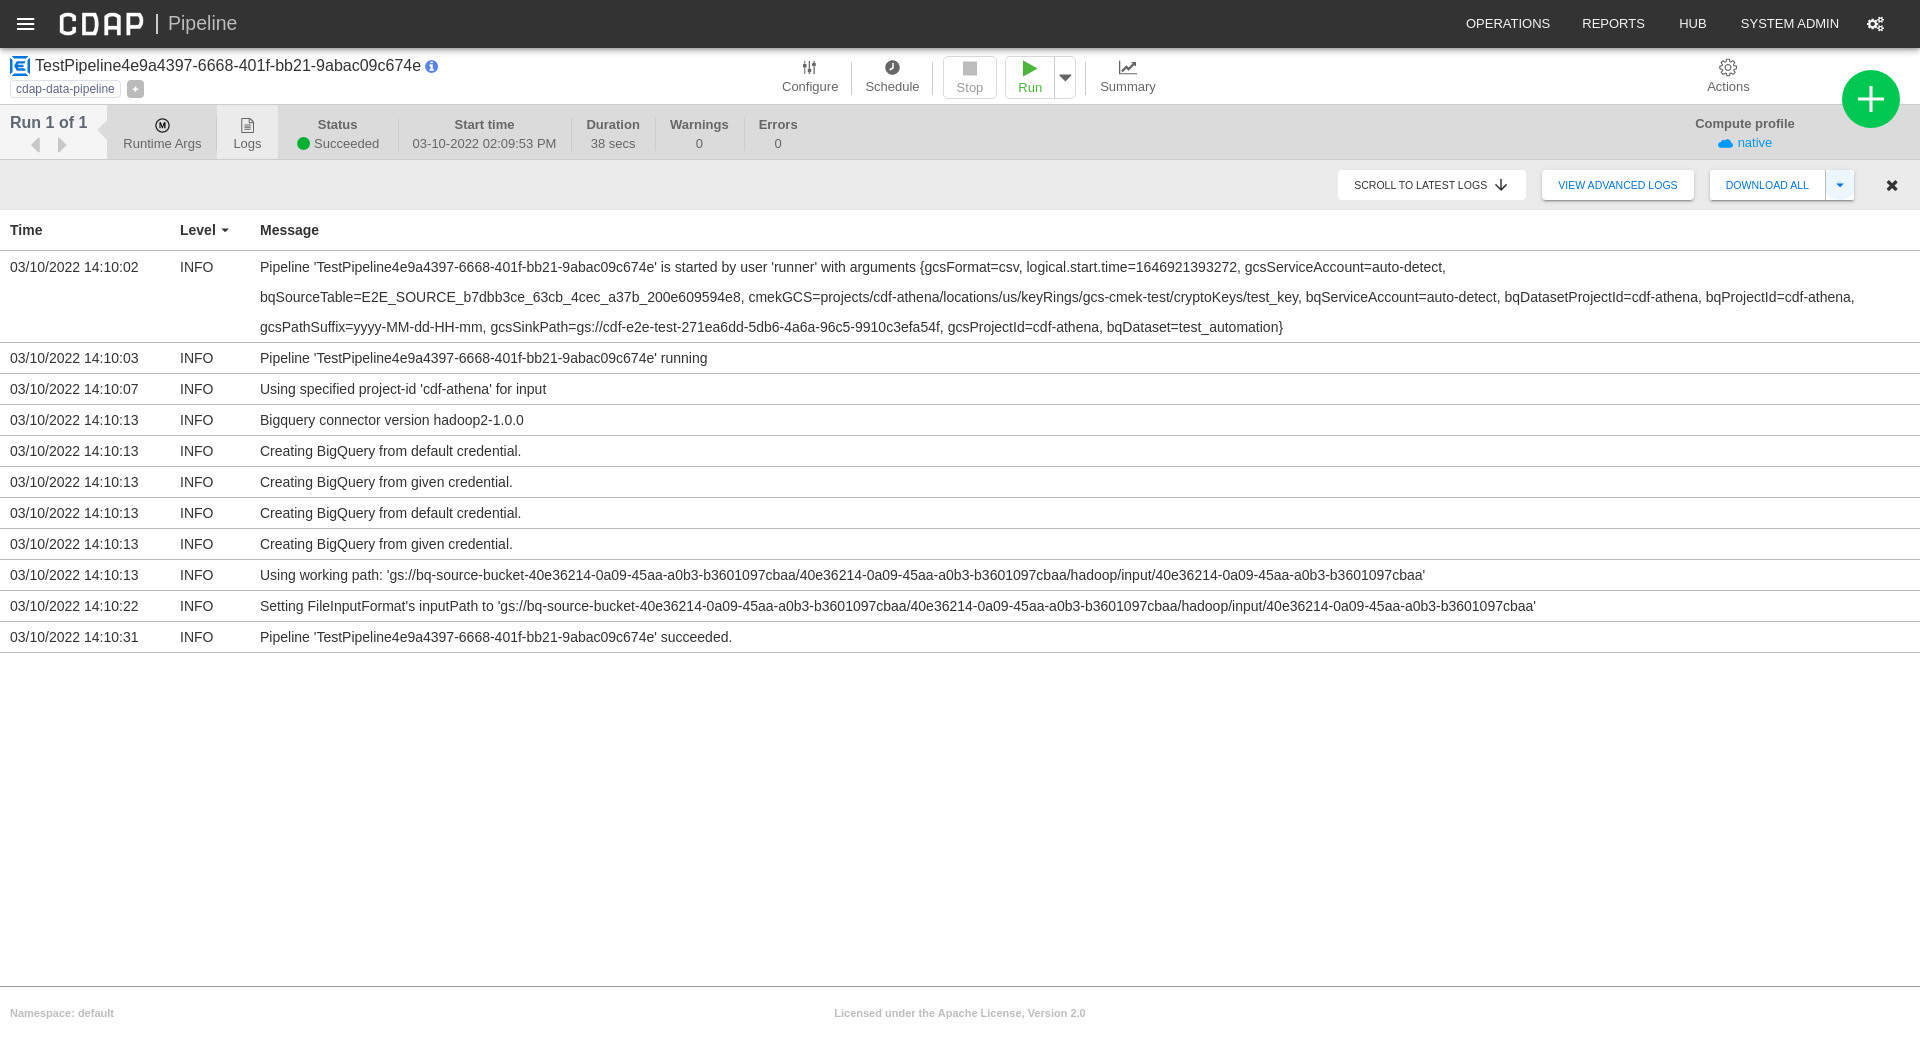 CDAP | Pipeline
OPERATIONS REPORTS HUB SYSTEM ADMIN
TestPipeline4e9a4397-6668-401f-bb21-9abac09c674e
cdap-data-pipeline +
Configure Schedule Stop Run Summary Actions
Run 1 of 1
M
Runtime Args
Logs
Status
Succeeded
Start time
03-10-2022 02:09:53 PM
Duration
38 secs
Warnings
0
Errors
0
Compute profile
native
SCROLL TO LATEST LOGS VIEW ADVANCED LOGS DOWNLOAD ALL
Time Level Message
03/10/2022 14:10:02 INFO Pipeline 'TestPipeline4e9a4397-6668-401f-bb21-9abac09c674e' is started by user 'runner' with arguments {gcsFormat=csv, logical.start.time=1646921393272, gcsServiceAccount=auto-detect,
bqSourceTable=E2E_SOURCE_b7dbb3ce_63cb_4cec_a37b_200e609594e8, cmekGCS=projects/cdf-athena/locations/us/keyRings/gcs-cmek-test/cryptoKeys/test_key, bqServiceAccount=auto-detect, bqDatasetProjectId=cdf-athena, bqProjectId=cdf-athena,
gcsPathSuffix=yyyy-MM-dd-HH-mm, gcsSinkPath=gs://cdf-e2e-test-271ea6dd-5db6-4a6a-96c5-9910c3efa54f, gcsProjectId=cdf-athena, bqDataset=test_automation}
03/10/2022 14:10:03 INFO Pipeline 'TestPipeline4e9a4397-6668-401f-bb21-9abac09c674e' running
03/10/2022 14:10:07 INFO Using specified project-id 'cdf-athena' for input
03/10/2022 14:10:13 INFO Bigquery connector version hadoop2-1.0.0
03/10/2022 14:10:13 INFO Creating BigQuery from default credential.
03/10/2022 14:10:13 INFO Creating BigQuery from given credential.
03/10/2022 14:10:13 INFO Creating BigQuery from default credential.
03/10/2022 14:10:13 INFO Creating BigQuery from given credential.
03/10/2022 14:10:13 INFO Using working path: 'gs://bq-source-bucket-40e36214-0a09-45aa-a0b3-b3601097cbaa/40e36214-0a09-45aa-a0b3-b3601097cbaa/hadoop/input/40e36214-0a09-45aa-a0b3-b3601097cbaa'
03/10/2022 14:10:22 INFO Setting FileInputFormat's inputPath to 'gs://bq-source-bucket-40e36214-0a09-45aa-a0b3-b3601097cbaa/40e36214-0a09-45aa-a0b3-b3601097cbaa/hadoop/input/40e36214-0a09-45aa-a0b3-b3601097cbaa'
03/10/2022 14:10:31 INFO Pipeline 'TestPipeline4e9a4397-6668-401f-bb21-9abac09c674e' succeeded.
Namespace: default Licensed under the Apache License, Version 2.0